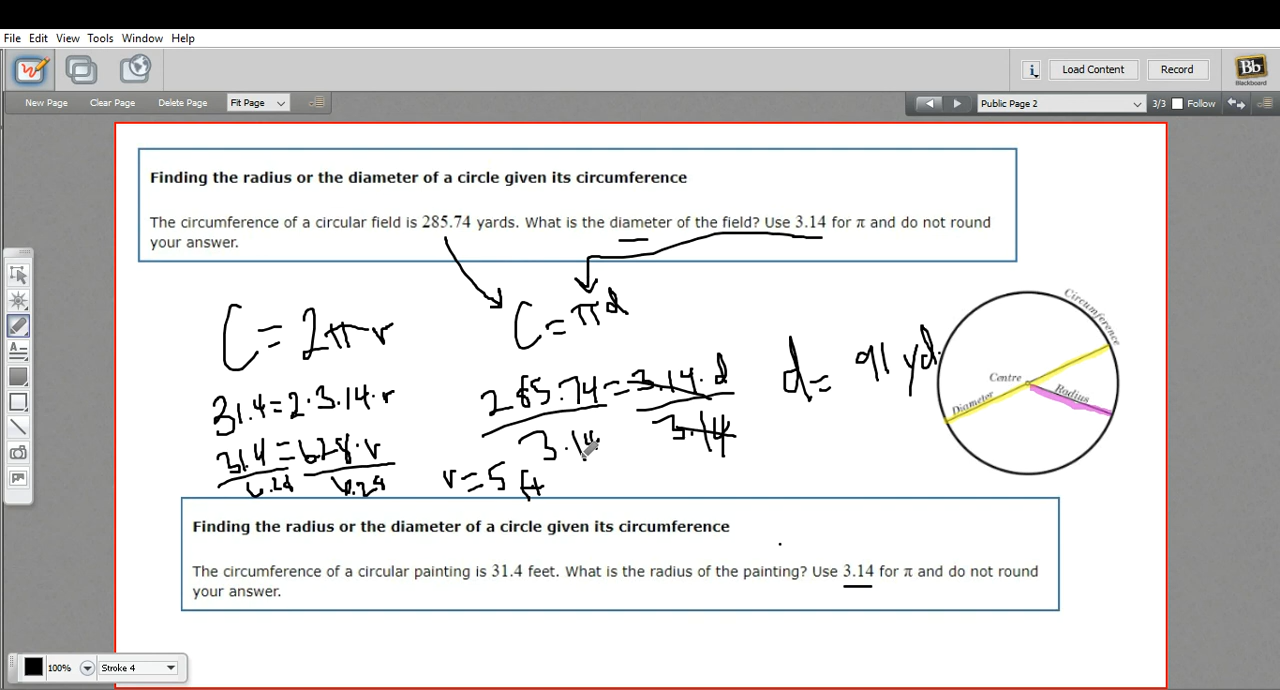 File Edit View Tools Window Help
i Load Content Record Bb
Blackboard
New Page Clear Page Delete Page Fit Page Public Page 2 3/3 Follow
Finding the radius or the diameter of a circle given its circumference
The circumference of a circular field is 285.74 yards. What is the diameter of the field? Use 3.14 for π and do not round
your answer.
C = 2πr
31.4 = 2·3.14·r
31.4 = 6.28·r
6.28 6.28
r = 5 ft
C = πd
285.74 = 3.14·d
3.14 3.14
d = 91 yd.
Circumference
Centre
Radius
Diameter
Finding the radius or the diameter of a circle given its circumference
The circumference of a circular painting is 31.4 feet. What is the radius of the painting? Use 3.14 for π and do not round
your answer.
100% Stroke 4